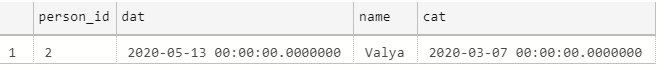 person_id dat name cat
1 2 2020-05-13 00:00:00.0000000 Valya 2020-03-07 00:00:00.0000000